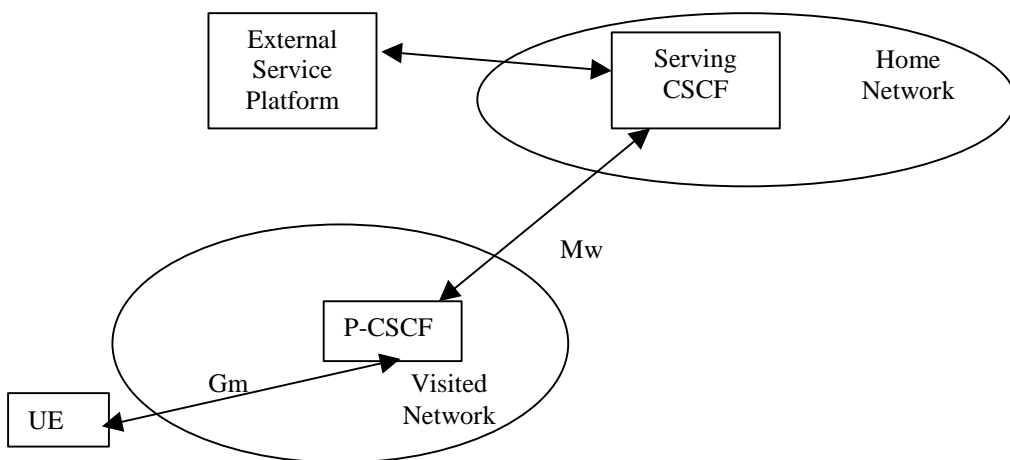 External
Service
Platform
Serving
CSCF
Home
Network
Mw
P-CSCF
Gm
Visited
Network
UE